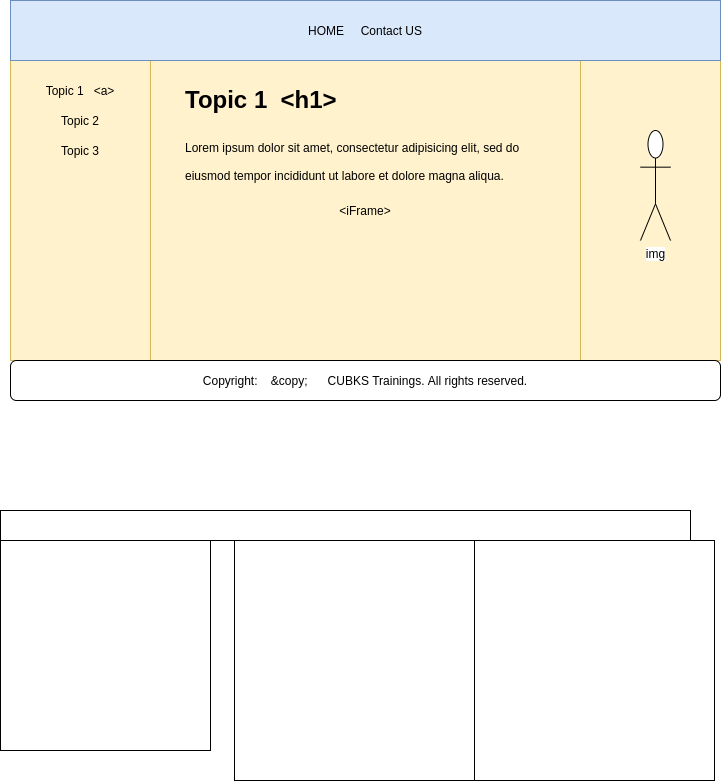 HOME Contact US
Topic 1 <a>
Topic 2
Topic 3
Topic 1 <h1>
Lorem ipsum dolor sit amet, consectetur adipisicing elit, sed do
eiusmod tempor incididunt ut labore et dolore magna aliqua.
<iFrame>
img
Copyright: &copy; CUBKS Trainings. All rights reserved.